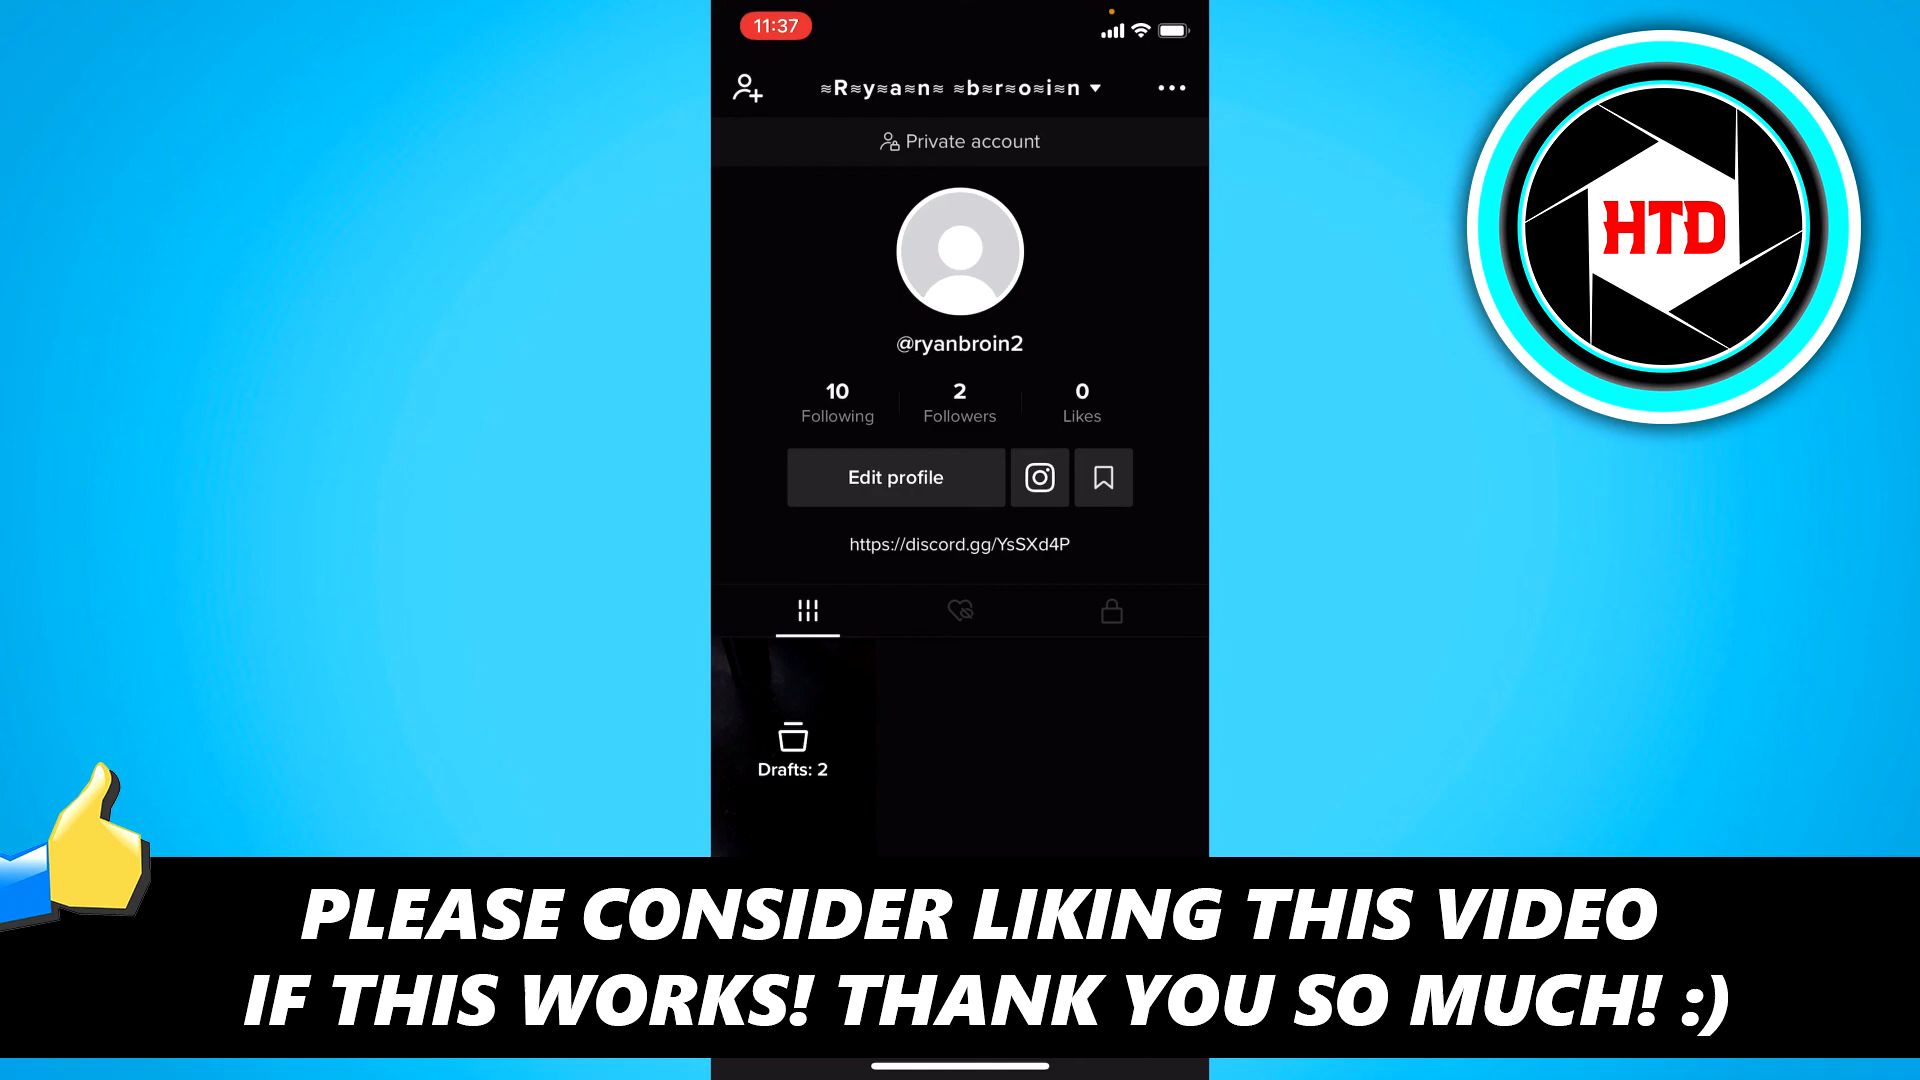 11:37
≋R≋y≋a≋n≋ ≋b≋r≋o≋i≋n
Private account
HTD
@ryanbroin2
10 2 0
Following Followers Likes
Edit profile
https://discord.gg/YsSXd4P
Drafts: 2
PLEASE CONSIDER LIKING THIS VIDEO
IF THIS WORKS! THANK YOU SO MUCH! :)